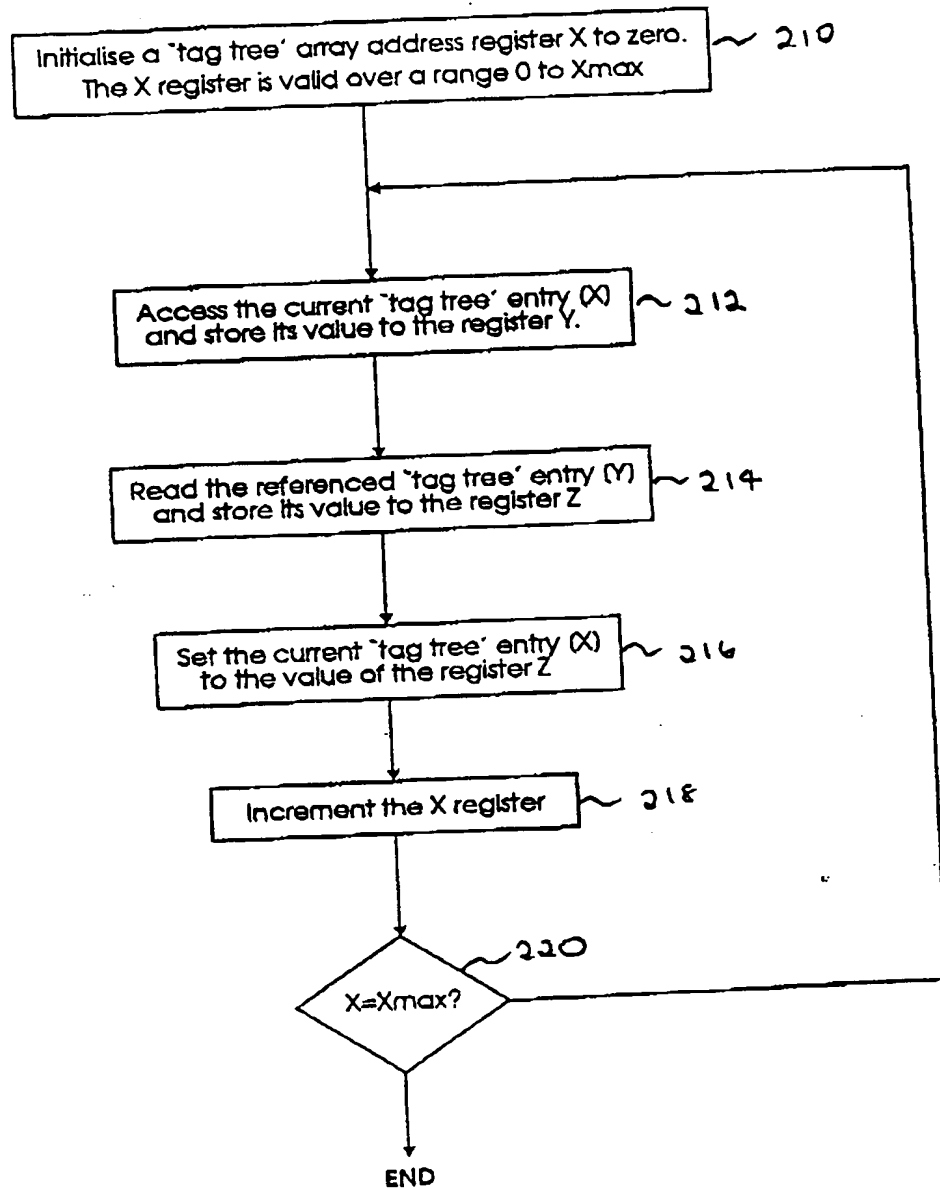 Initialise a `tag tree´ array address register X to zero.
The X register is valid over a range 0 to Xmax
210
Access the current `tag tree´ entry (X)
and store its value to the register Y.
212
Read the referenced `tag tree´ entry (Y)
and store its value to the register Z
214
Set the current `tag tree´ entry (X)
to the value of the register Z
216
Increment the X register
218
220
X=Xmax?
END